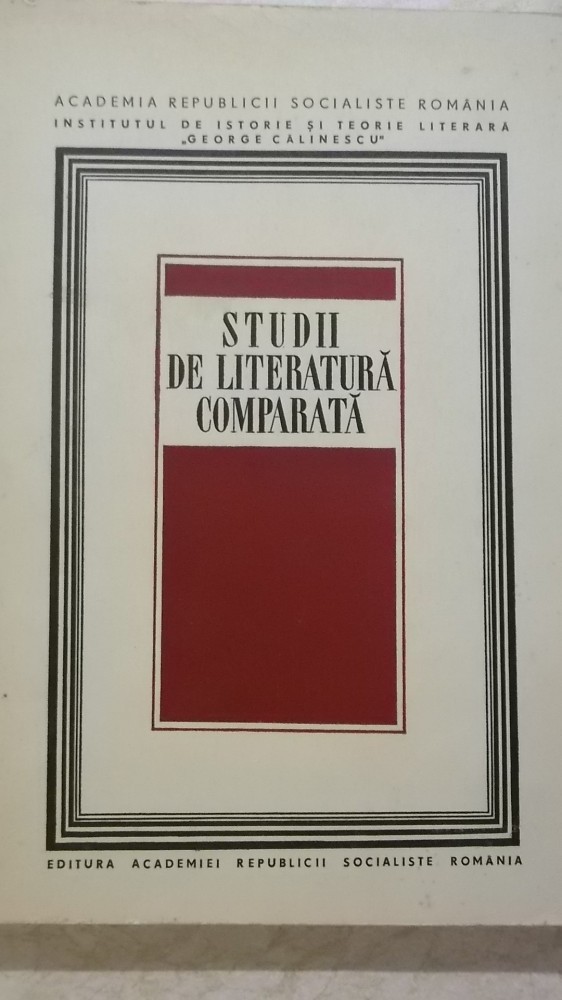 ACADEMIA REPUBLICII SOCIALISTE ROMÂNIA
INSTITUTUL DE ISTORIE ȘI TEORIE LITERARĂ
„GEORGE CĂLINESCU"
STUDII
DE LITERATURĂ
COMPARATĂ
EDITURA ACADEMIEI REPUBLICII SOCIALISTE ROMÂNIA